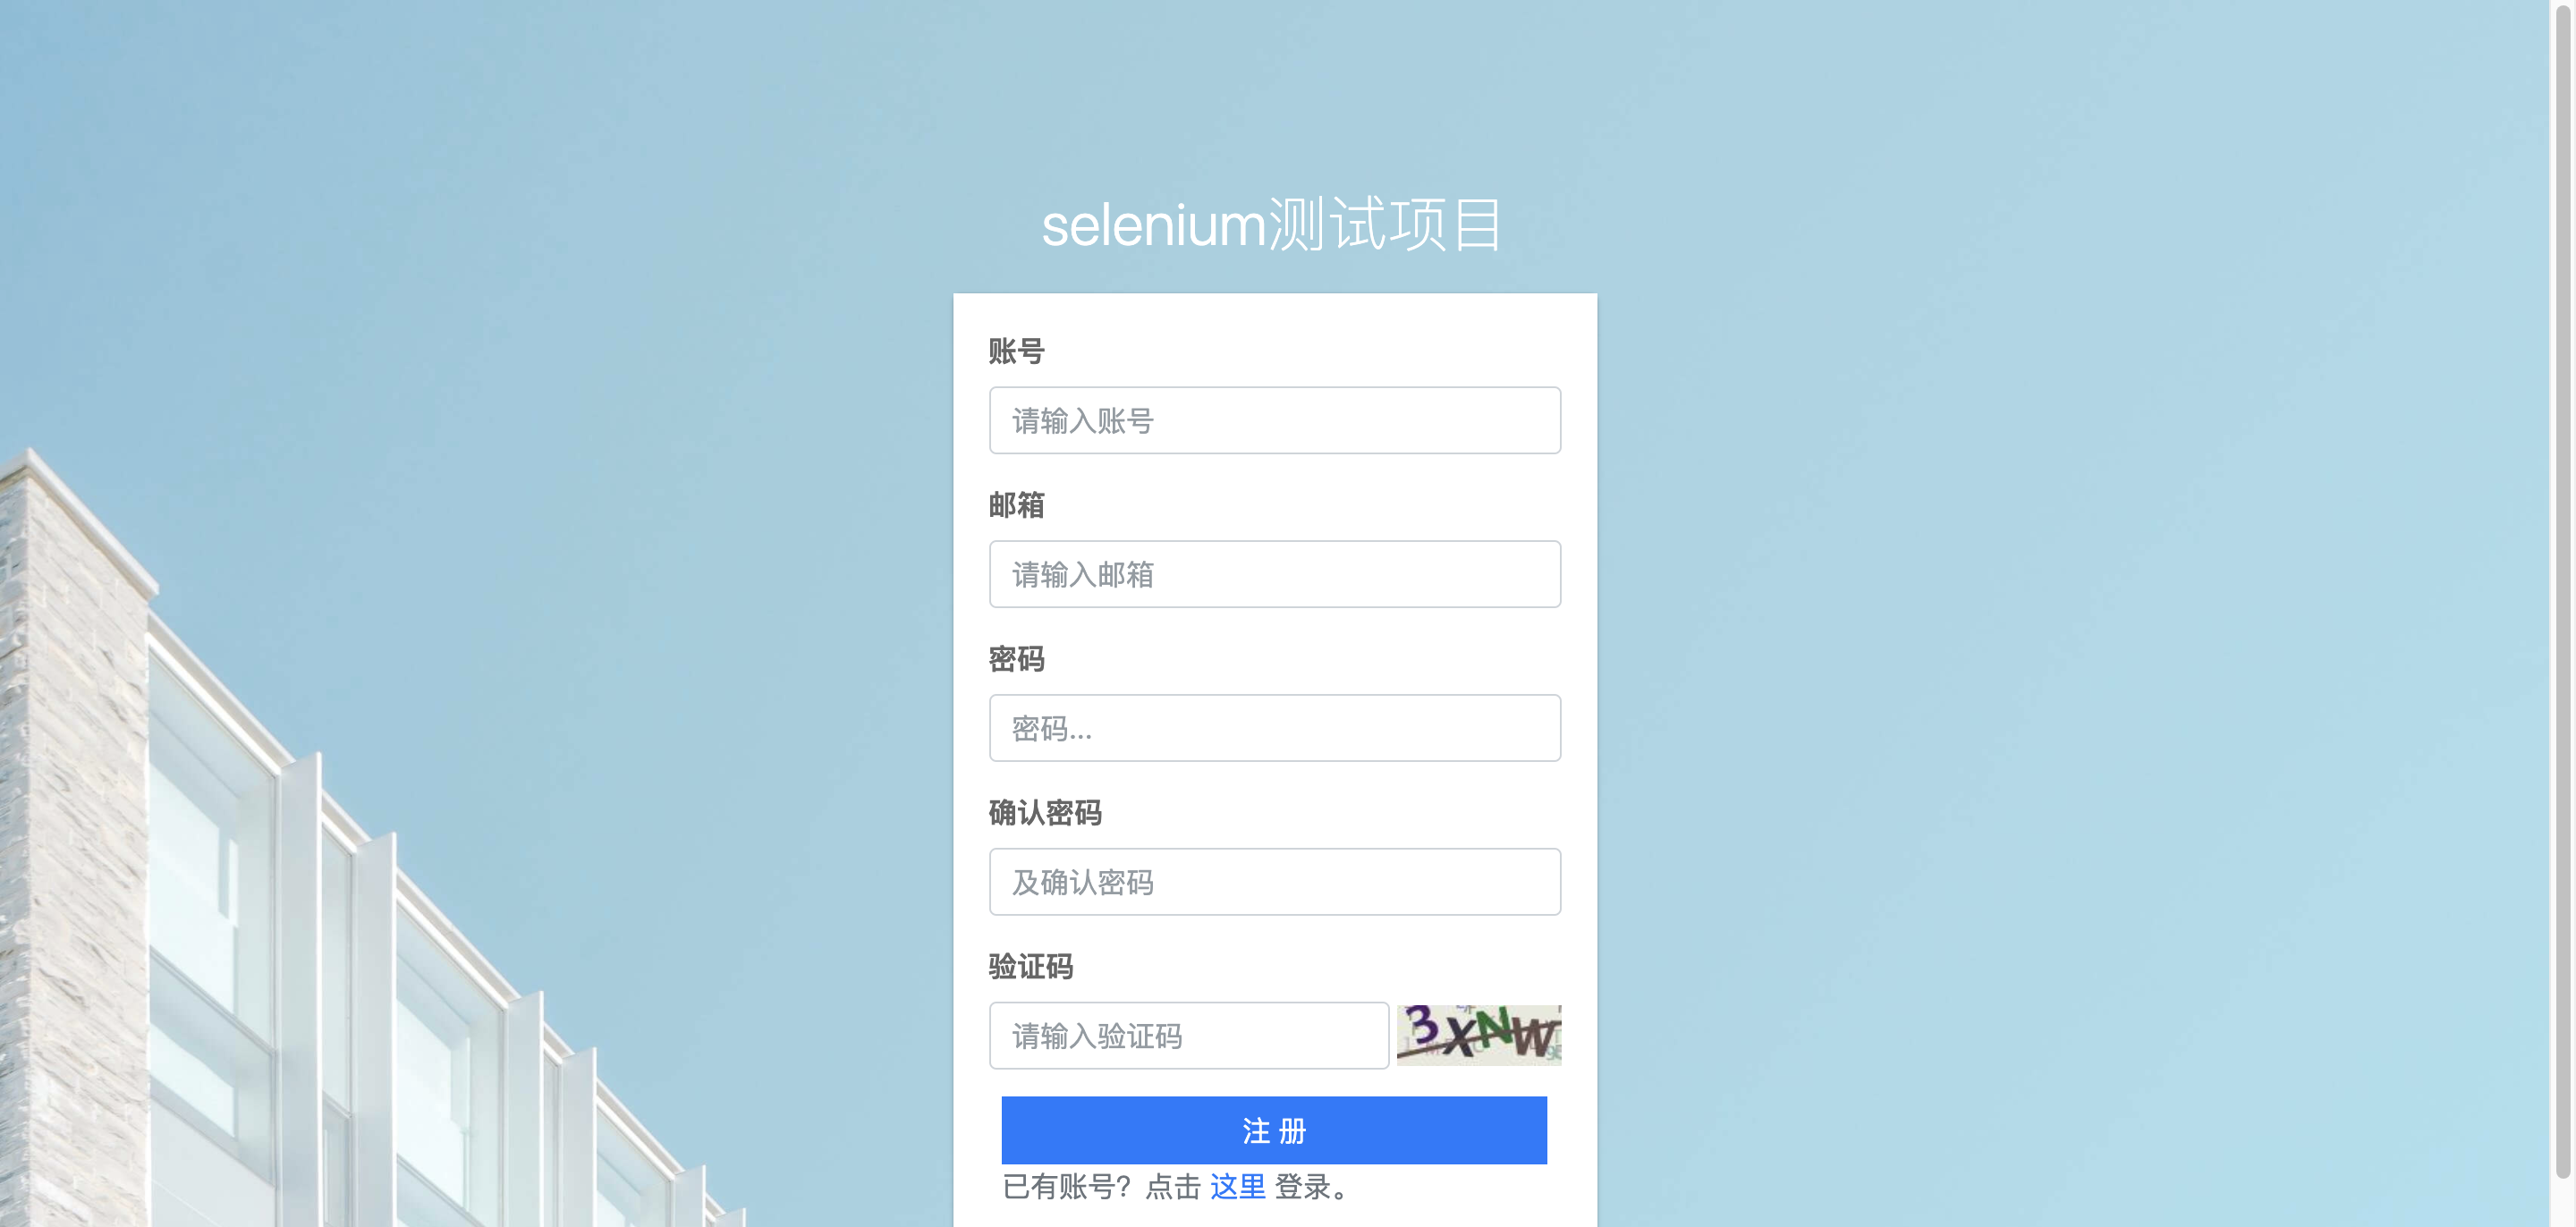 selenium测试项目
账号
请输入账号
邮箱
请输入邮箱
密码
密码...
确认密码
及确认密码
验证码
请输入验证码
3XNW
注 册
已有账号？点击 这里 登录。